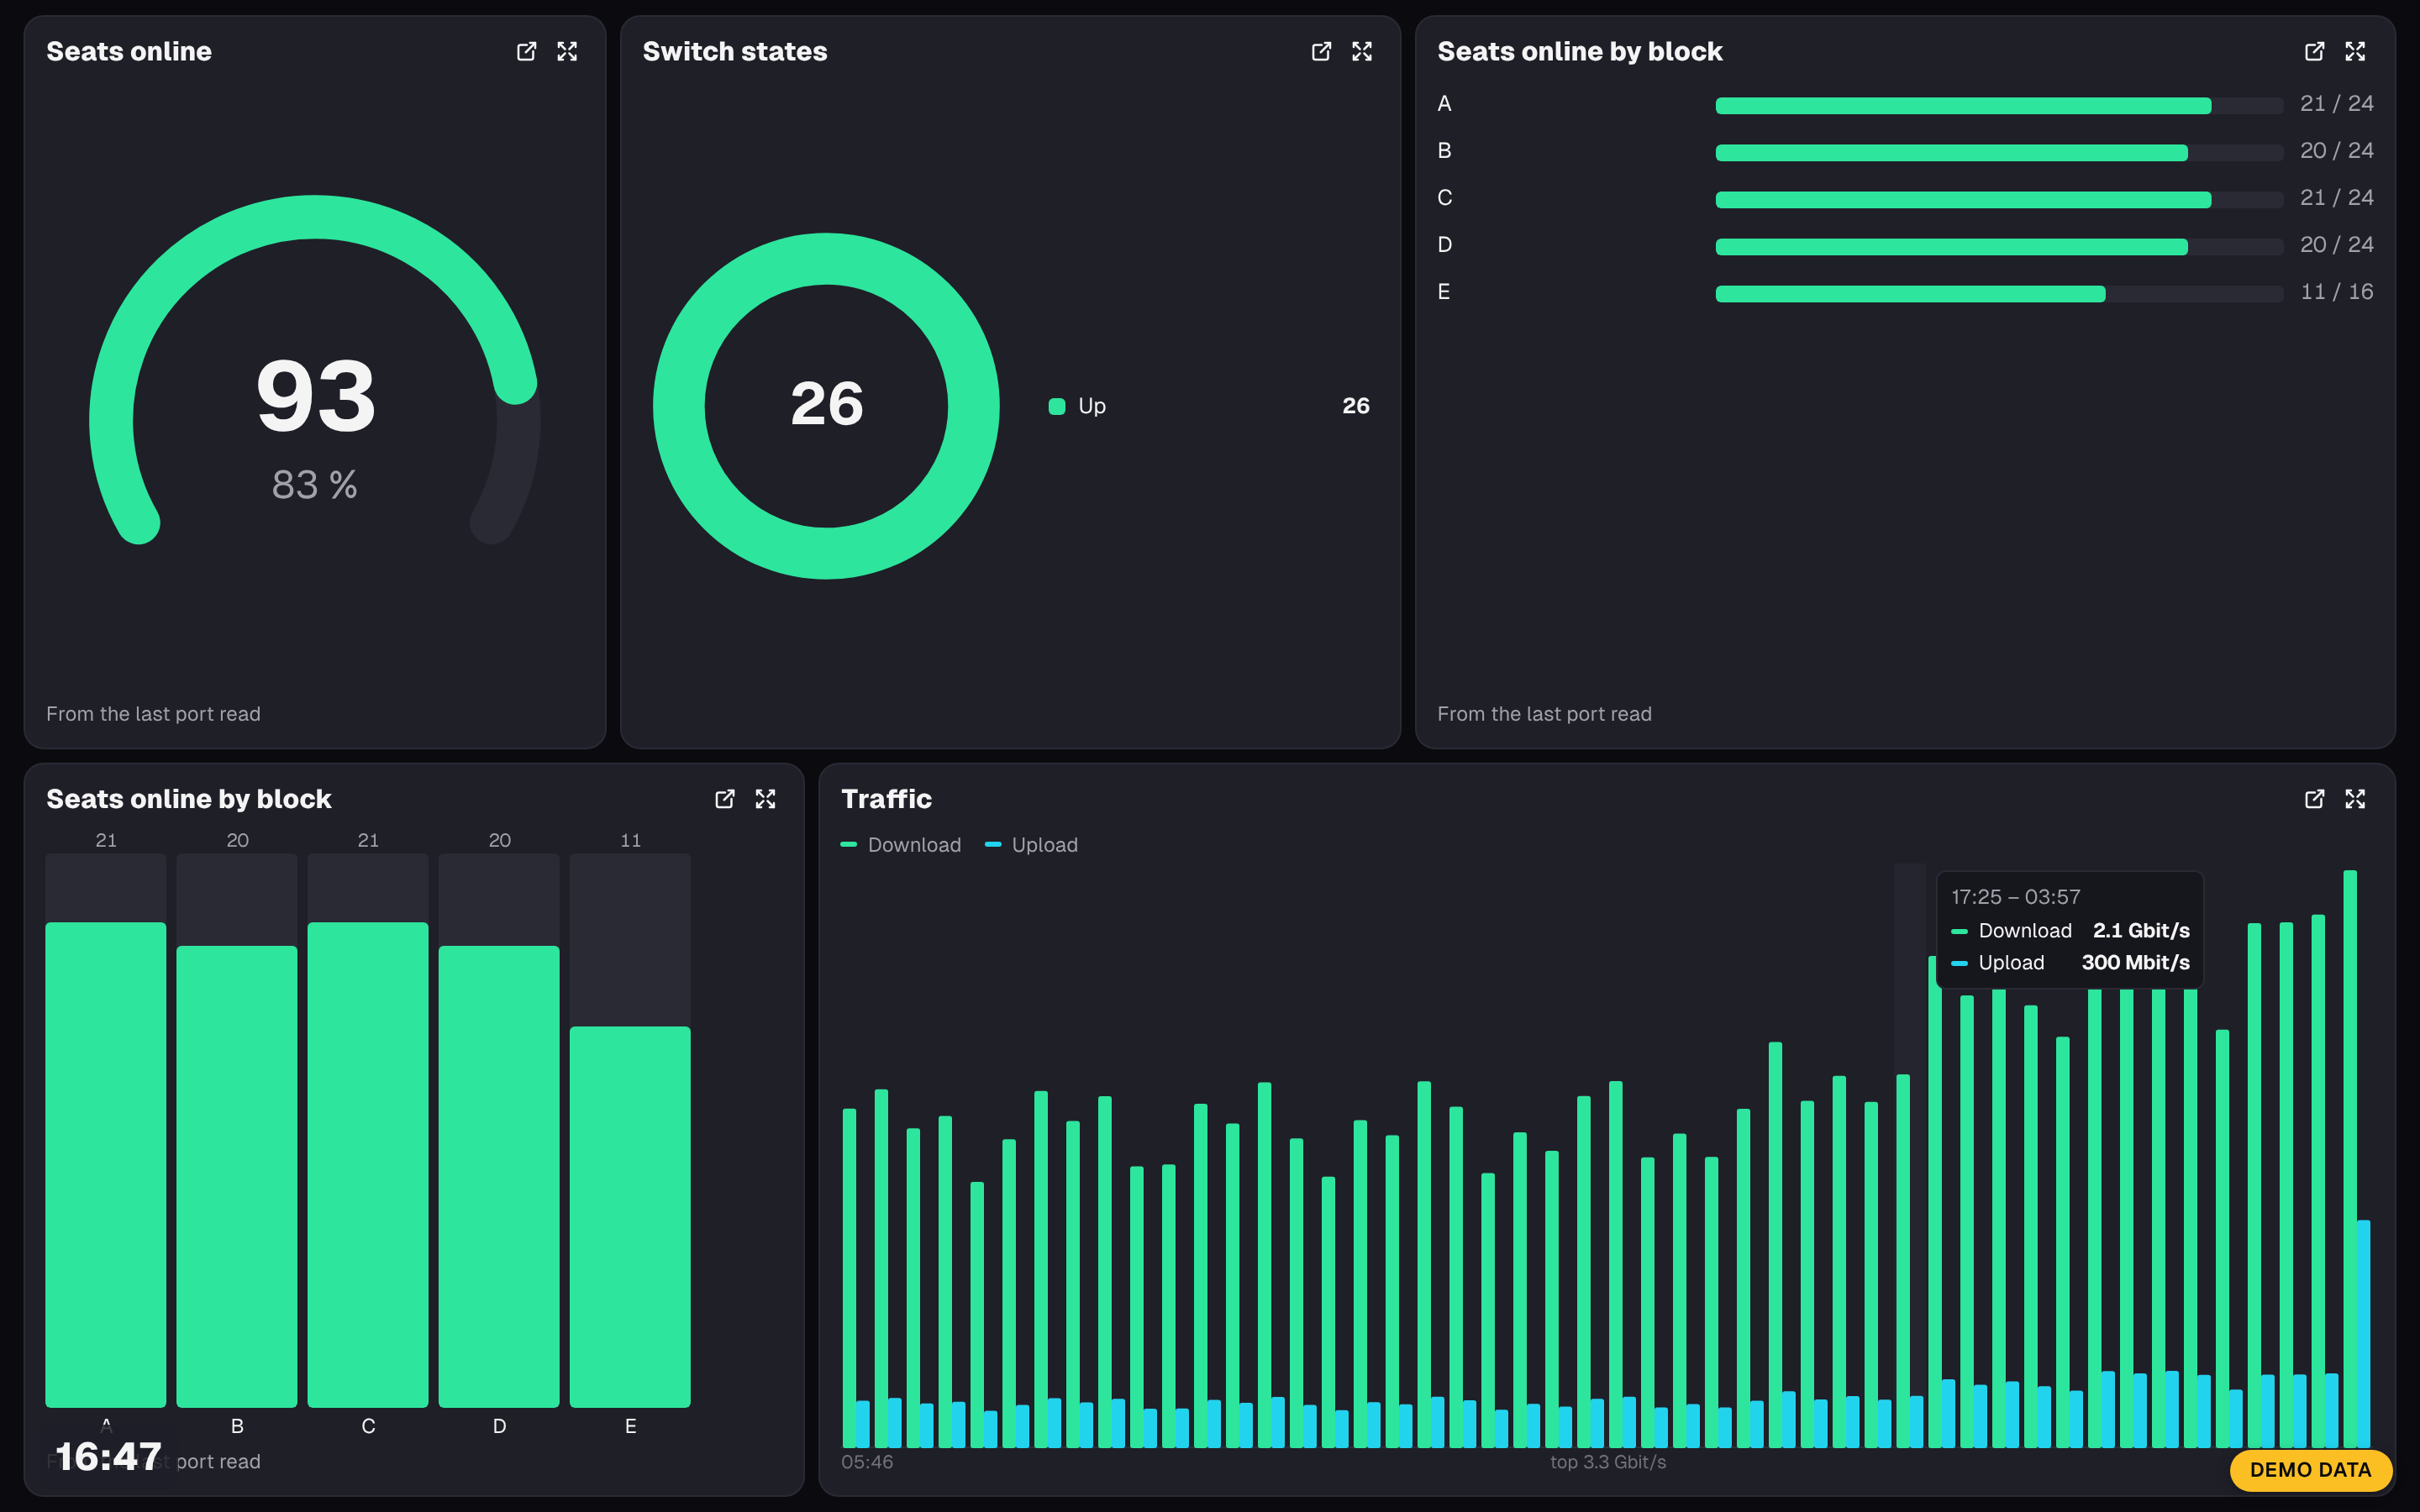 Seats online
93
83 %
From the last port read
Switch states
26
Up 26
Seats online by block
A 21 / 24
B 20 / 24
C 21 / 24
D 20 / 24
E 11 / 16
From the last port read
Seats online by block
21 20 21 20 11
A B C D E
16:47
port read
Traffic
Download Upload
17:25 – 03:57
Download 2.1 Gbit/s
Upload 300 Mbit/s
05:46 top 3.3 Gbit/s
DEMO DATA